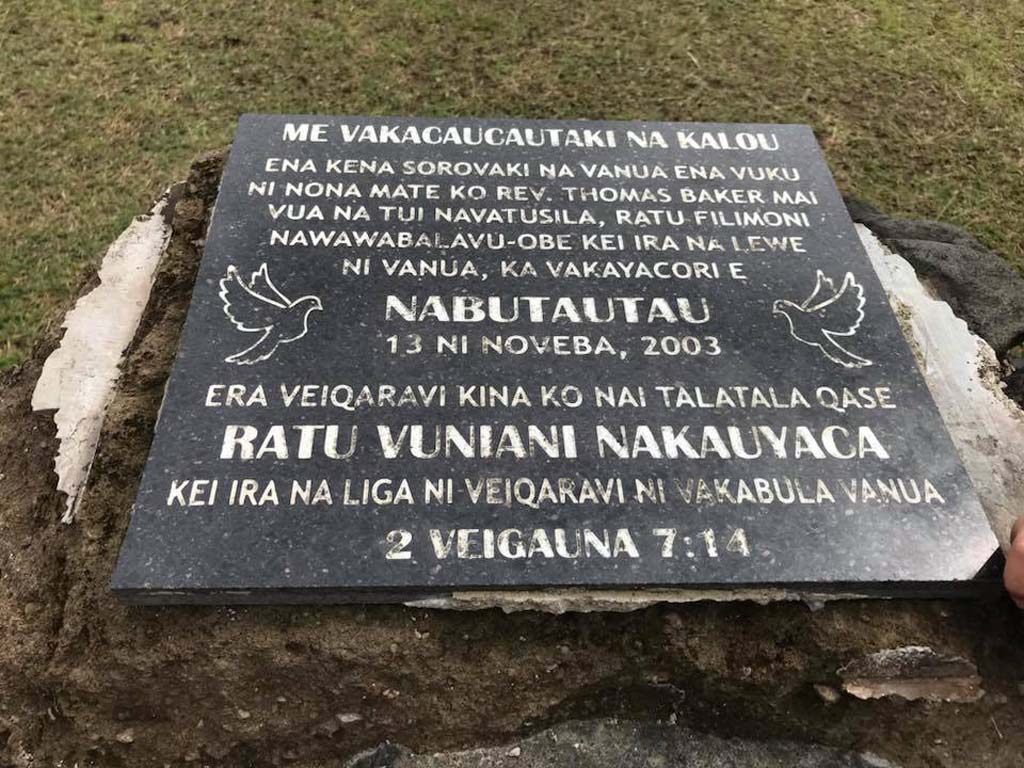 ME VAKACAUCAUTAKI NA KALOU
ENA KENA SOROVAKI NA VANUA ENA VUKU
NI NONA MATE KO REV. THOMAS BAKER MAI
VUA NA TUI NAVATUSILA, RATU FILIMONI
NAWAWABALAVU-OBE KEI IRA NA LEWE
NI VANUA, KA VAKAYACORI E
NABUTAUTAU
13 NI NOVEBA, 2003
ERA VEIQARAVI KINA KO NAI TALATALA QASE
RATU VUNIANI NAKAUYACA
KEI IRA NA LIGA NI VEIQARAVI NI VAKABULA VANUA
2 VEIGAUNA 7:14